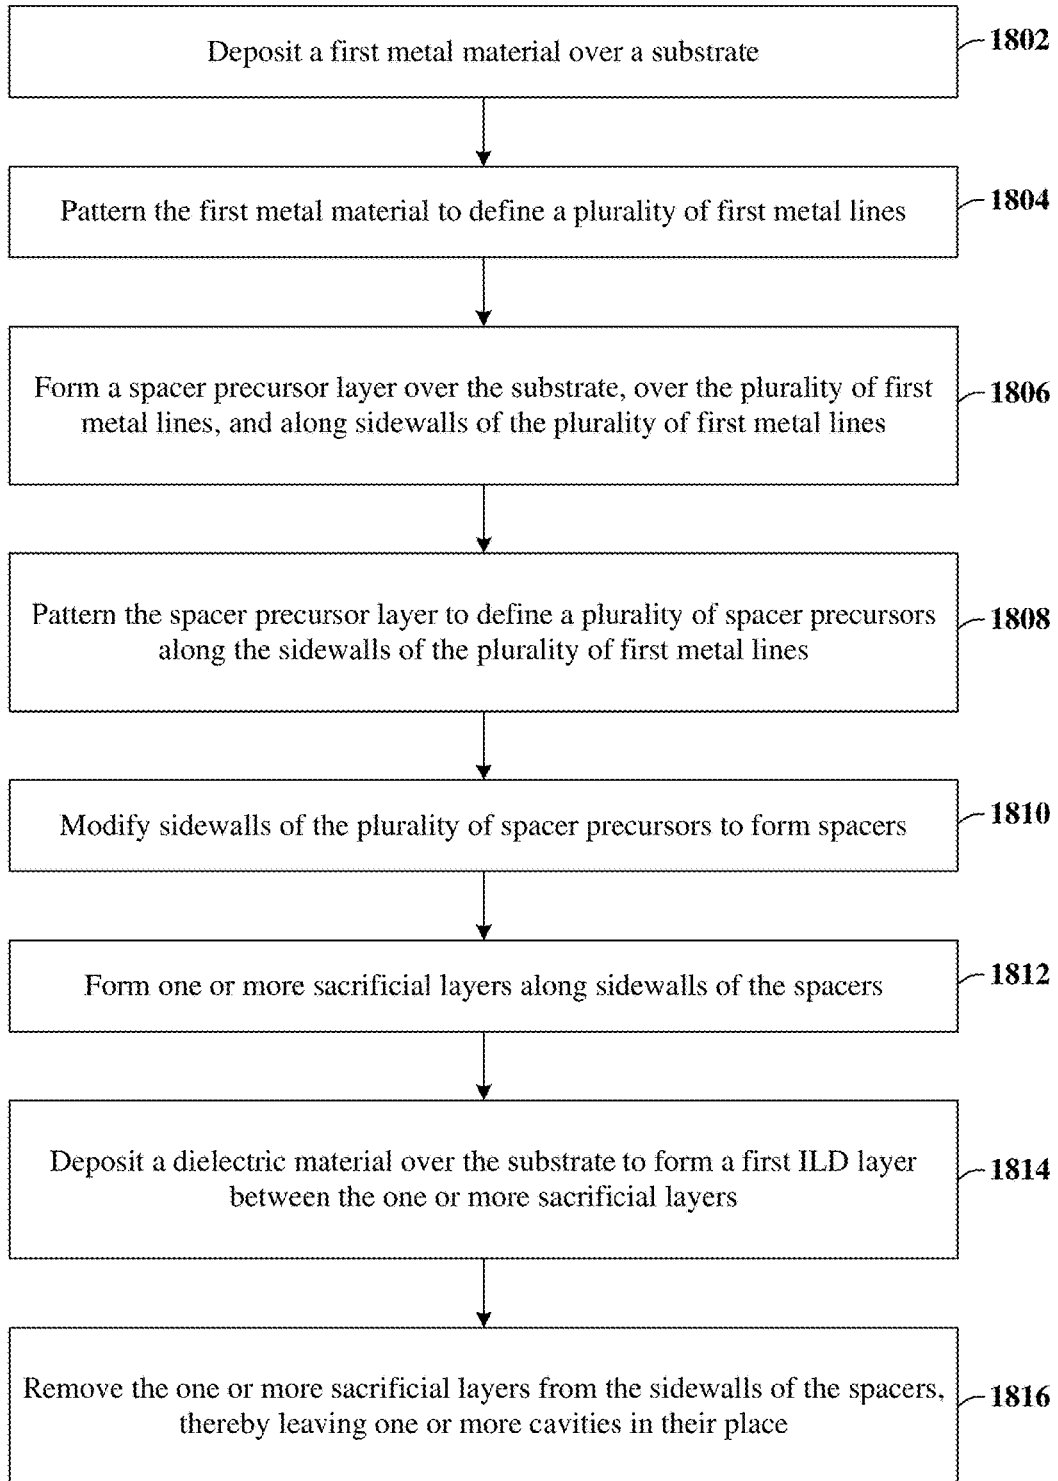 Deposit a first metal material over a substrate
1802
Pattern the first metal material to define a plurality of first metal lines
1804
Form a spacer precursor layer over the substrate, over the plurality of first
metal lines, and along sidewalls of the plurality of first metal lines
1806
Pattern the spacer precursor layer to define a plurality of spacer precursors
along the sidewalls of the plurality of first metal lines
1808
Modify sidewalls of the plurality of spacer precursors to form spacers
1810
Form one or more sacrificial layers along sidewalls of the spacers
1812
Deposit a dielectric material over the substrate to form a first ILD layer
between the one or more sacrificial layers
1814
Remove the one or more sacrificial layers from the sidewalls of the spacers,
thereby leaving one or more cavities in their place
1816